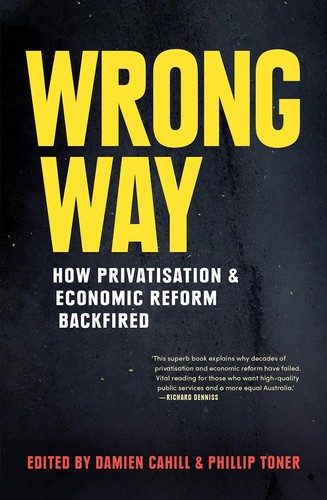 WRONG
WAY
HOW PRIVATISATION &
ECONOMIC REFORM
BACKFIRED
'This superb book explains why decades of
privatisation and economic reform have failed.
Vital reading for those who want high-quality
public services and a more equal Australia.'
— RICHARD DENNISS
EDITED BY DAMIEN CAHILL & PHILLIP TONER